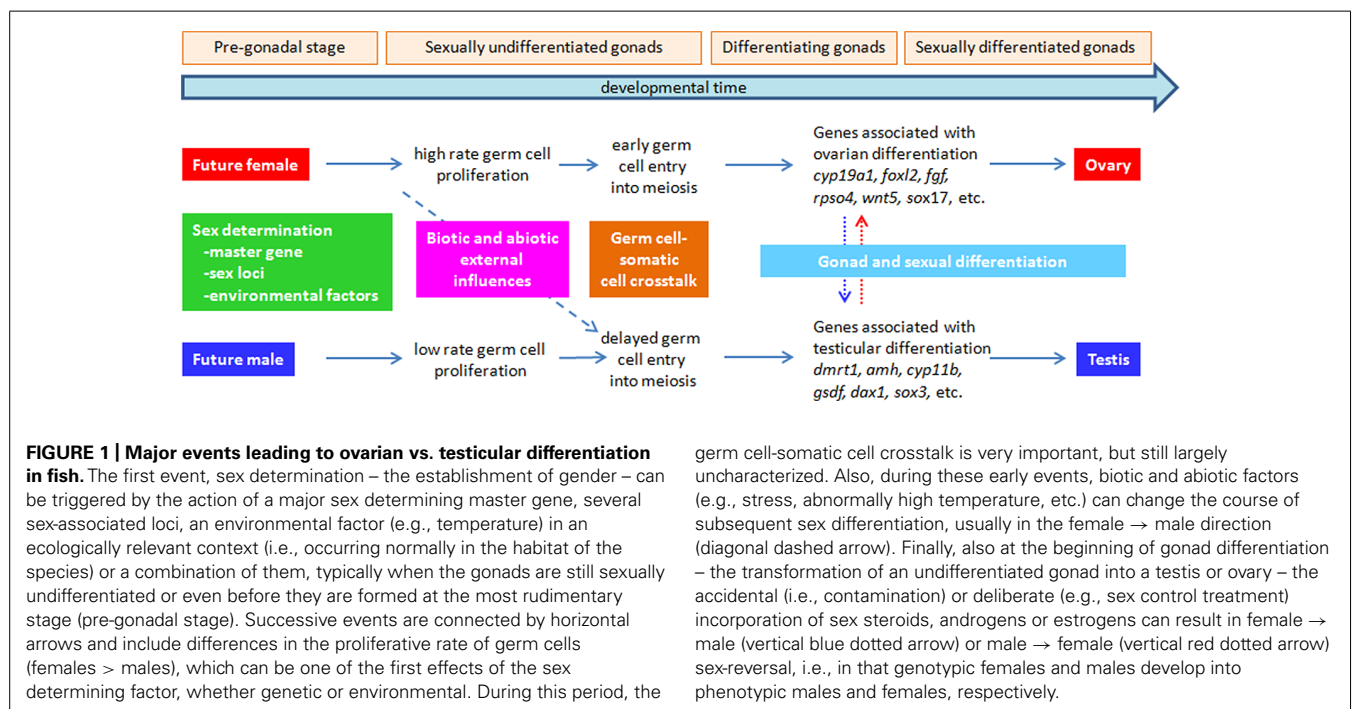 Pre-gonadal stage
Sexually undifferentiated gonads
Differentiating gonads
Sexually differentiated gonads
developmental time
Future female
high rate germ cell
proliferation
early germ
cell entry
into meiosis
Genes associated with
ovarian differentiation
cyp19a1, foxl2, fgf,
rpso4, wnt5, sox17, etc.
Ovary
Sex determination
-master gene
-sex loci
-environmental factors
Biotic and abiotic
external
influences
Germ cell-
somatic
cell crosstalk
Gonad and sexual differentiation
Future male
low rate germ cell
proliferation
delayed germ
cell entry
into meiosis
Genes associated with
testicular differentiation
dmrt1, amh, cyp11b,
gsdf, dax1, sox3, etc.
Testis
FIGURE 1 | Major events leading to ovarian vs. testicular differentiation
in fish. The first event, sex determination – the establishment of gender – can
be triggered by the action of a major sex determining master gene, several
sex-associated loci, an environmental factor (e.g., temperature) in an
ecologically relevant context (i.e., occurring normally in the habitat of the
species) or a combination of them, typically when the gonads are still sexually
undifferentiated or even before they are formed at the most rudimentary
stage (pre-gonadal stage). Successive events are connected by horizontal
arrows and include differences in the proliferative rate of germ cells
(females > males), which can be one of the first effects of the sex
determining factor, whether genetic or environmental. During this period, the
germ cell-somatic cell crosstalk is very important, but still largely
uncharacterized. Also, during these early events, biotic and abiotic factors
(e.g., stress, abnormally high temperature, etc.) can change the course of
subsequent sex differentiation, usually in the female → male direction
(diagonal dashed arrow). Finally, also at the beginning of gonad differentiation
– the transformation of an undifferentiated gonad into a testis or ovary – the
accidental (i.e., contamination) or deliberate (e.g., sex control treatment)
incorporation of sex steroids, androgens or estrogens can result in female →
male (vertical blue dotted arrow) or male → female (vertical red dotted arrow)
sex-reversal, i.e., in that genotypic females and males develop into
phenotypic males and females, respectively.